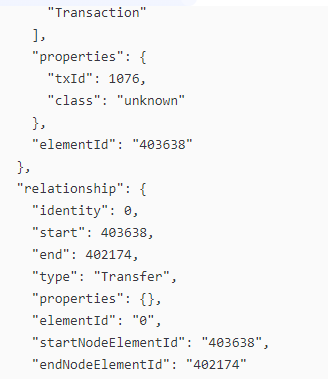 "Transaction"
],
"properties": {
"txId": 1076,
"class": "unknown"
},
"elementId": "403638"
},
"relationship": {
"identity": 0,
"start": 403638,
"end": 402174,
"type": "Transfer",
"properties": {},
"elementId": "0",
"startNodeElementId": "403638",
"endNodeElementId": "402174"